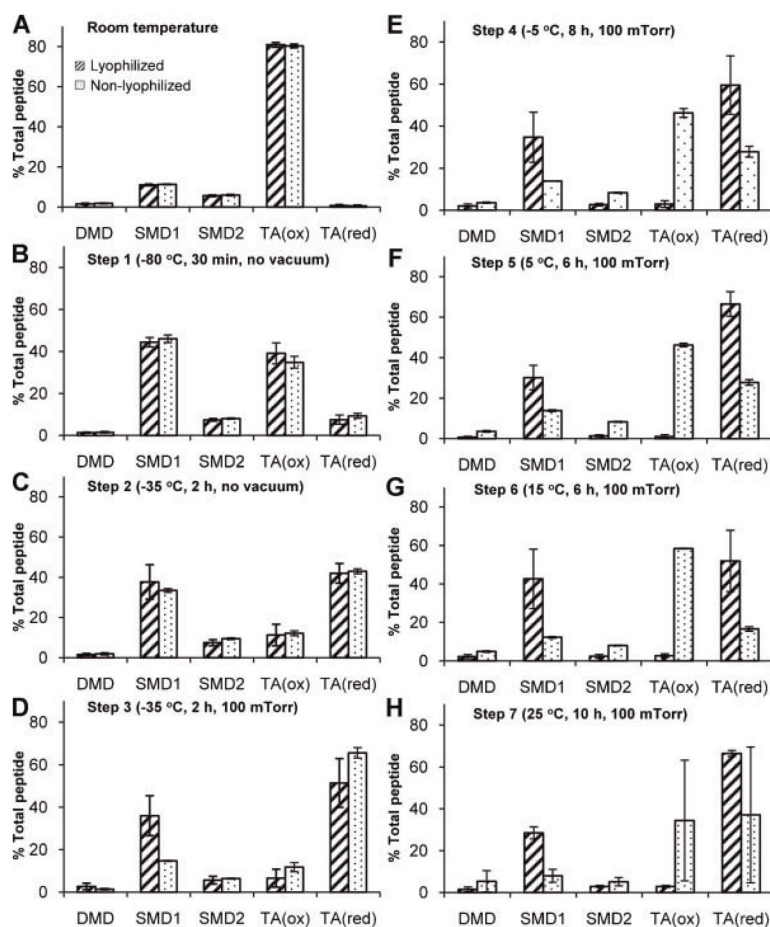 A Room temperature
80
60
40
20
0
% Total peptide
Lyophilized
Non-lyophilized
DMD SMD1 SMD2 TA(ox) TA(red)
B Step 1 (-80 °C, 30 min, no vacuum)
80
60
40
20
0
% Total peptide
DMD SMD1 SMD2 TA(ox) TA(red)
C Step 2 (-35 °C, 2 h, no vacuum)
80
60
40
20
0
% Total peptide
DMD SMD1 SMD2 TA(ox) TA(red)
D Step 3 (-35 °C, 2 h, 100 mTorr)
80
60
40
20
0
% Total peptide
DMD SMD1 SMD2 TA(ox) TA(red)
E Step 4 (-5 °C, 8 h, 100 mTorr)
80
60
40
20
0
% Total peptide
DMD SMD1 SMD2 TA(ox) TA(red)
F Step 5 (5 °C, 6 h, 100 mTorr)
80
60
40
20
0
% Total peptide
DMD SMD1 SMD2 TA(ox) TA(red)
G Step 6 (15 °C, 6 h, 100 mTorr)
80
60
40
20
0
% Total peptide
DMD SMD1 SMD2 TA(ox) TA(red)
H Step 7 (25 °C, 10 h, 100 mTorr)
80
60
40
20
0
% Total peptide
DMD SMD1 SMD2 TA(ox) TA(red)